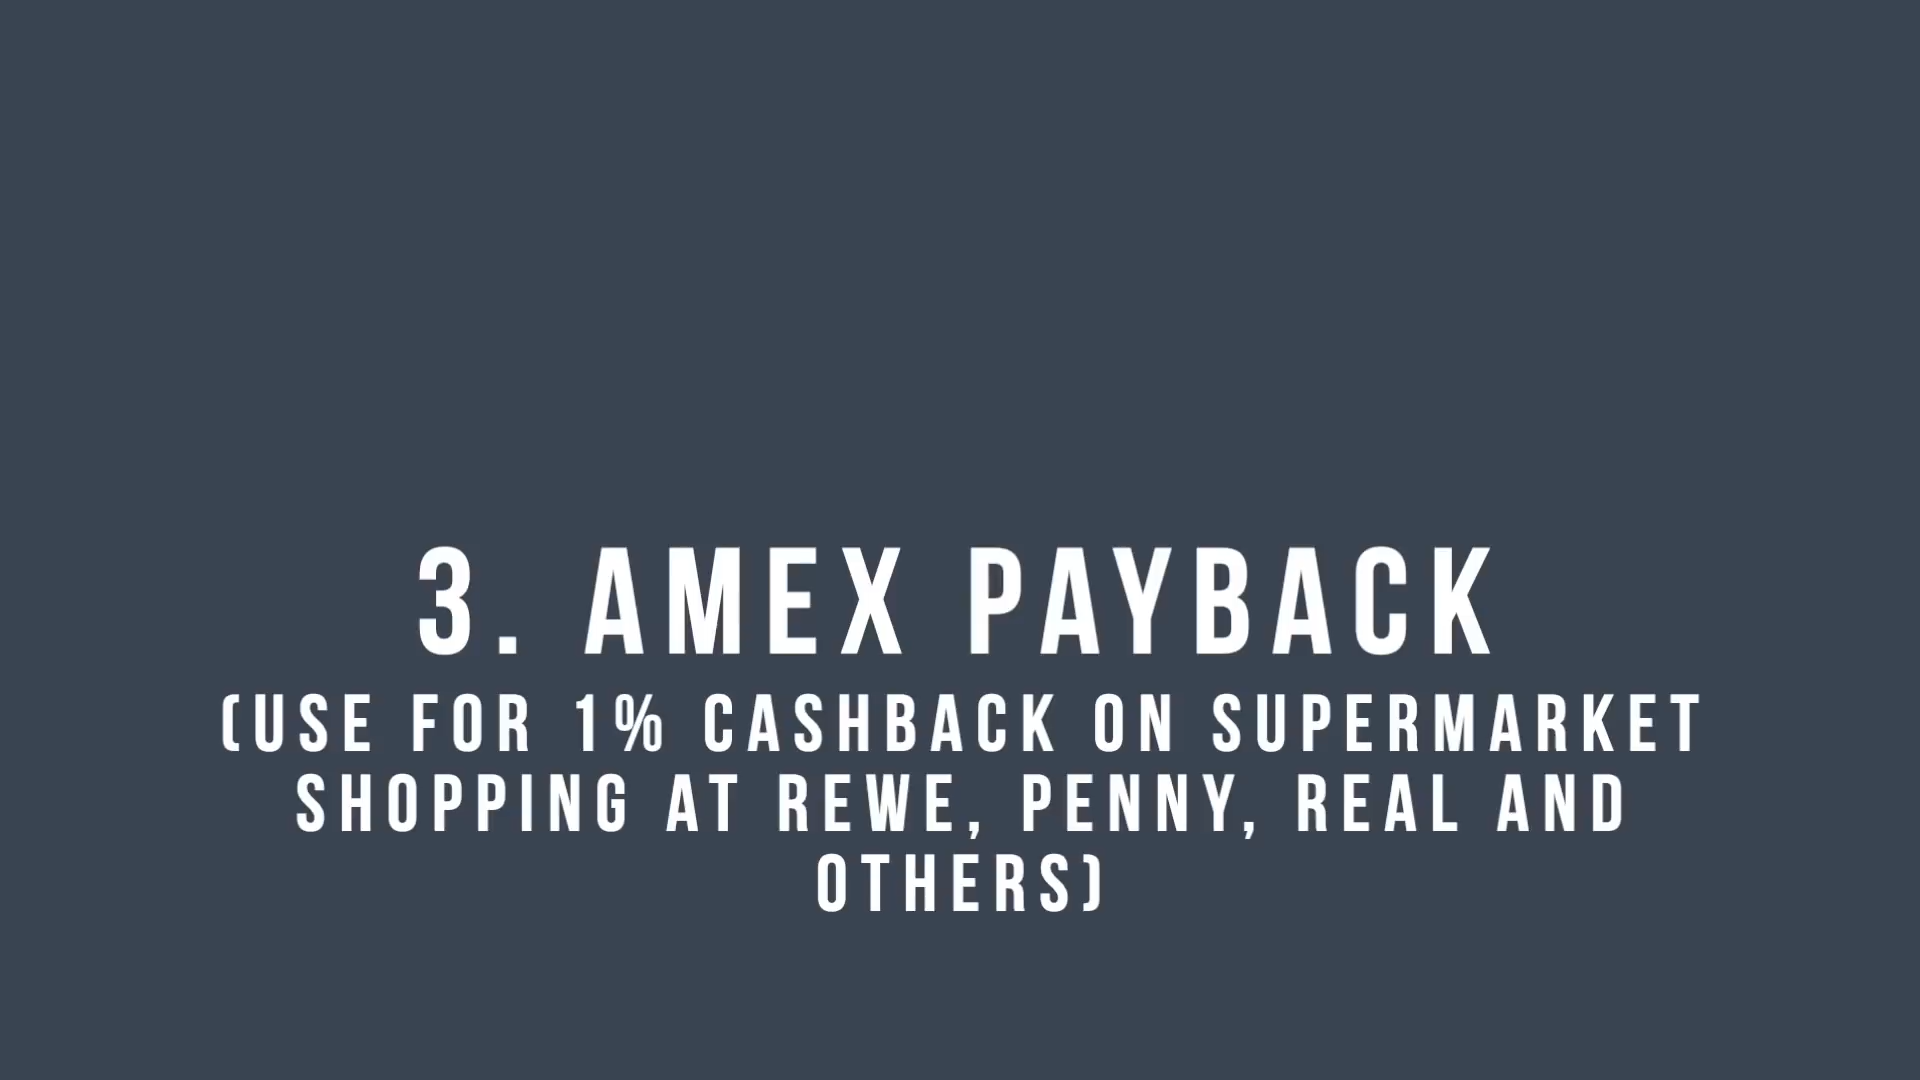 3. AMEX PAYBACK
(USE FOR 1% CASHBACK ON SUPERMARKET
SHOPPING AT REWE, PENNY, REAL AND
OTHERS)